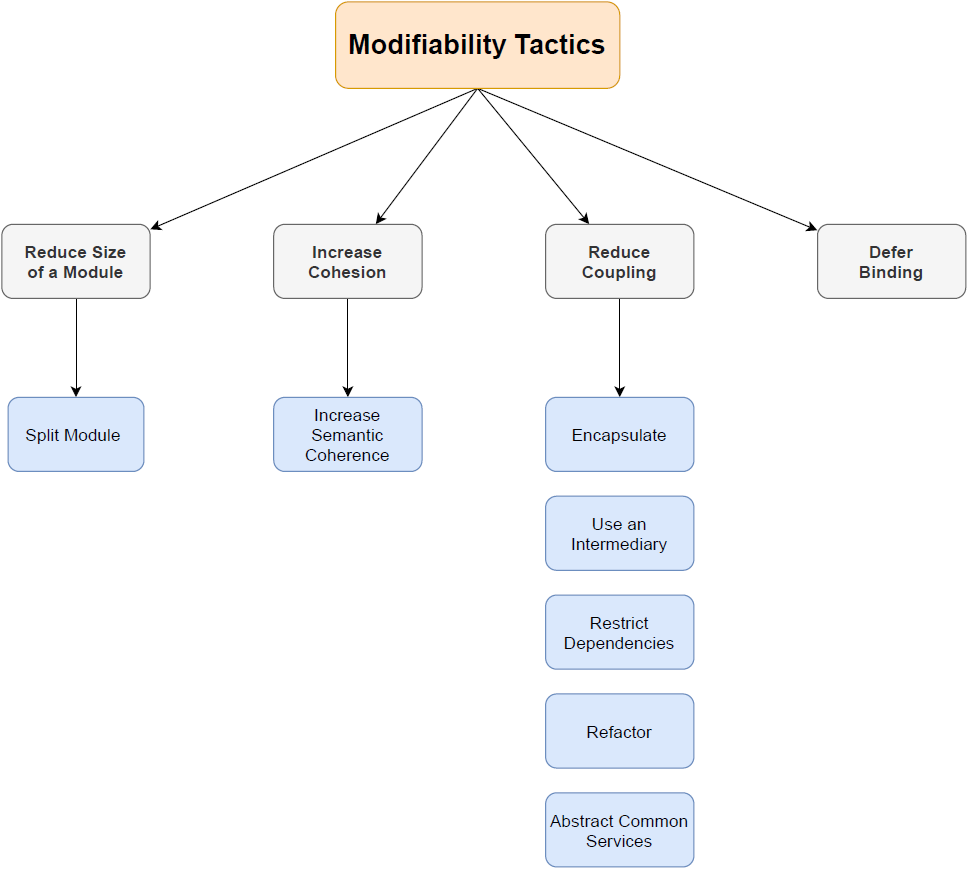 Modifiability Tactics
Reduce Size
of a Module
Increase
Cohesion
Reduce
Coupling
Defer
Binding
Split Module
Increase
Semantic
Coherence
Encapsulate
Use an
Intermediary
Restrict
Dependencies
Refactor
Abstract Common
Services